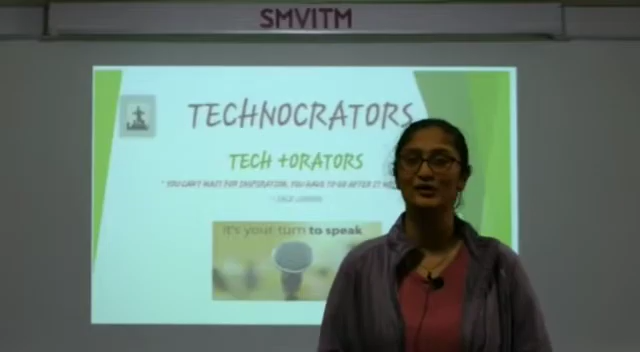 SMVITM
TECHNOCRATORS
TECH +ORATORS
" YOU CAN'T WAIT FOR INSPIRATION, YOU HAVE TO GO AFTER IT
it's your turn to speak